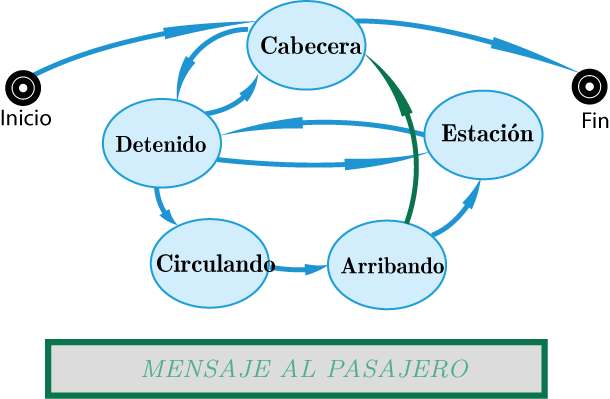 Cabecera
Inicio
Fin
Detenido
Estación
Circulando
Arribando
MENSAJE AL PASAJERO